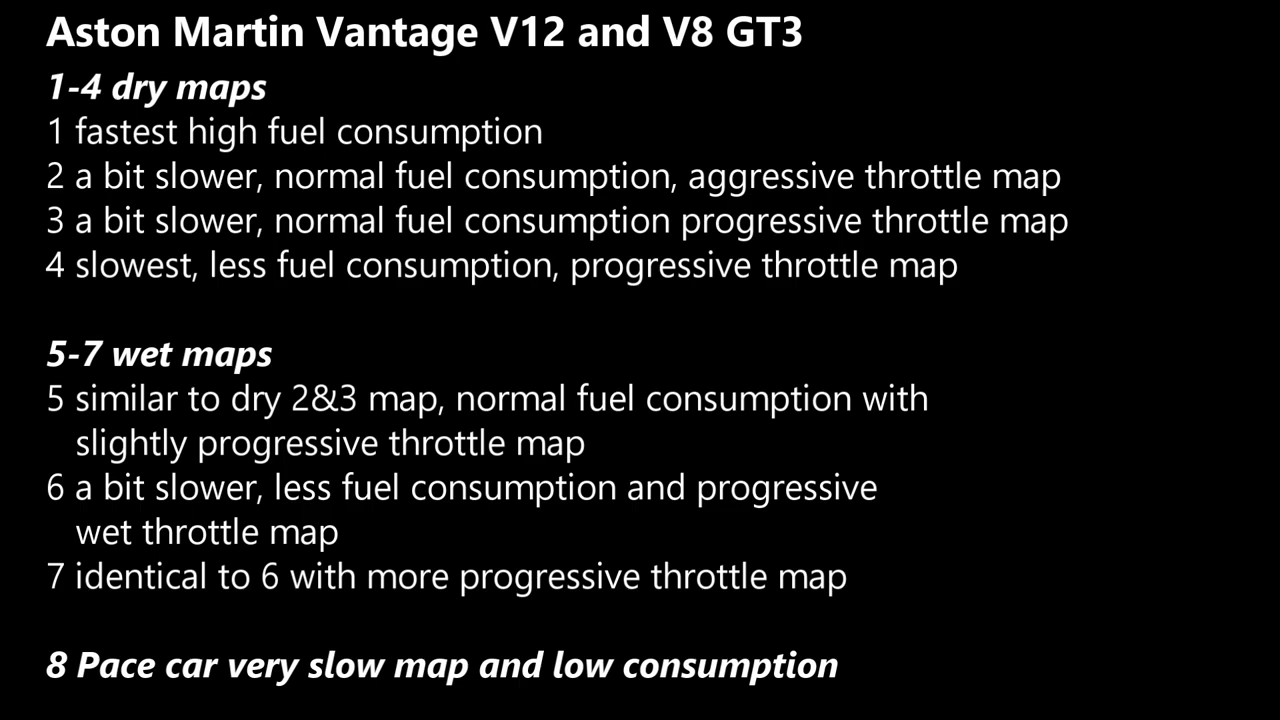 Aston Martin Vantage V12 and V8 GT3
1-4 dry maps
1 fastest high fuel consumption
2 a bit slower, normal fuel consumption, aggressive throttle map
3 a bit slower, normal fuel consumption progressive throttle map
4 slowest, less fuel consumption, progressive throttle map
5-7 wet maps
5 similar to dry 2&3 map, normal fuel consumption with
slightly progressive throttle map
6 a bit slower, less fuel consumption and progressive
wet throttle map
7 identical to 6 with more progressive throttle map
8 Pace car very slow map and low consumption